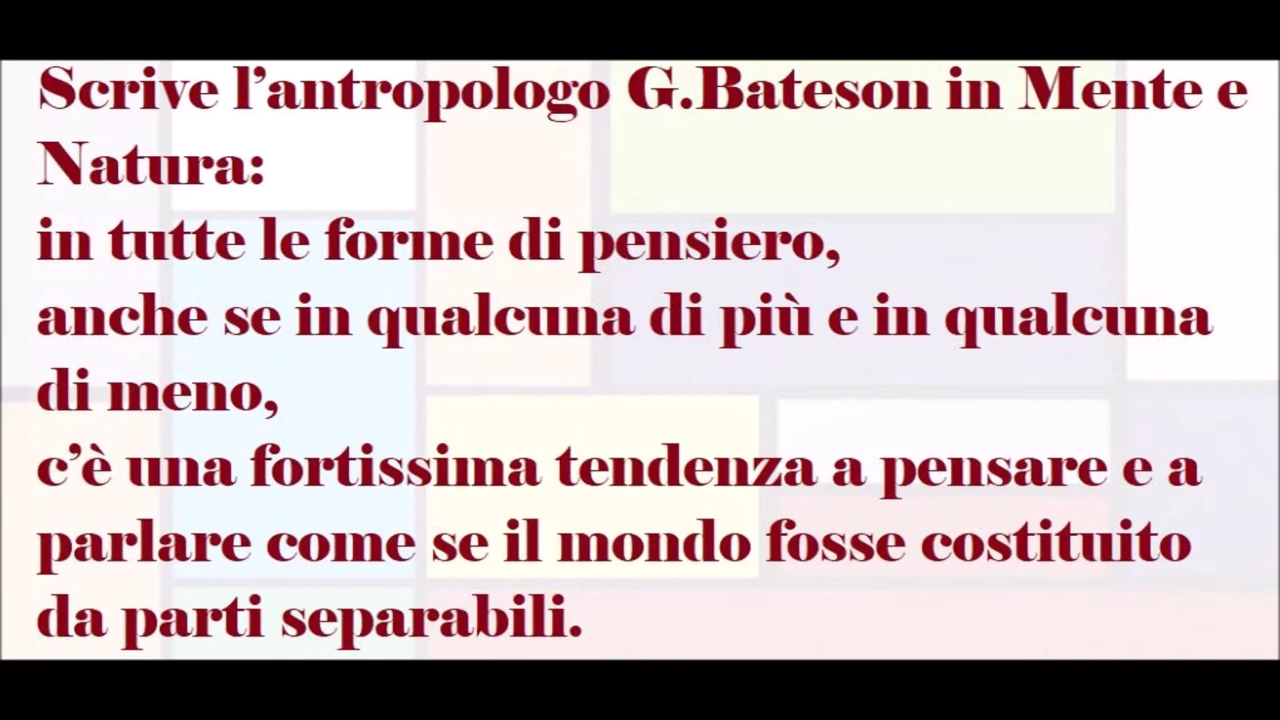 Scrive l’antropologo G.Bateson in Mente e
Natura:
in tutte le forme di pensiero,
anche se in qualcuna di più e in qualcuna
di meno,
c’è una fortissima tendenza a pensare e a
parlare come se il mondo fosse costituito
da parti separabili.